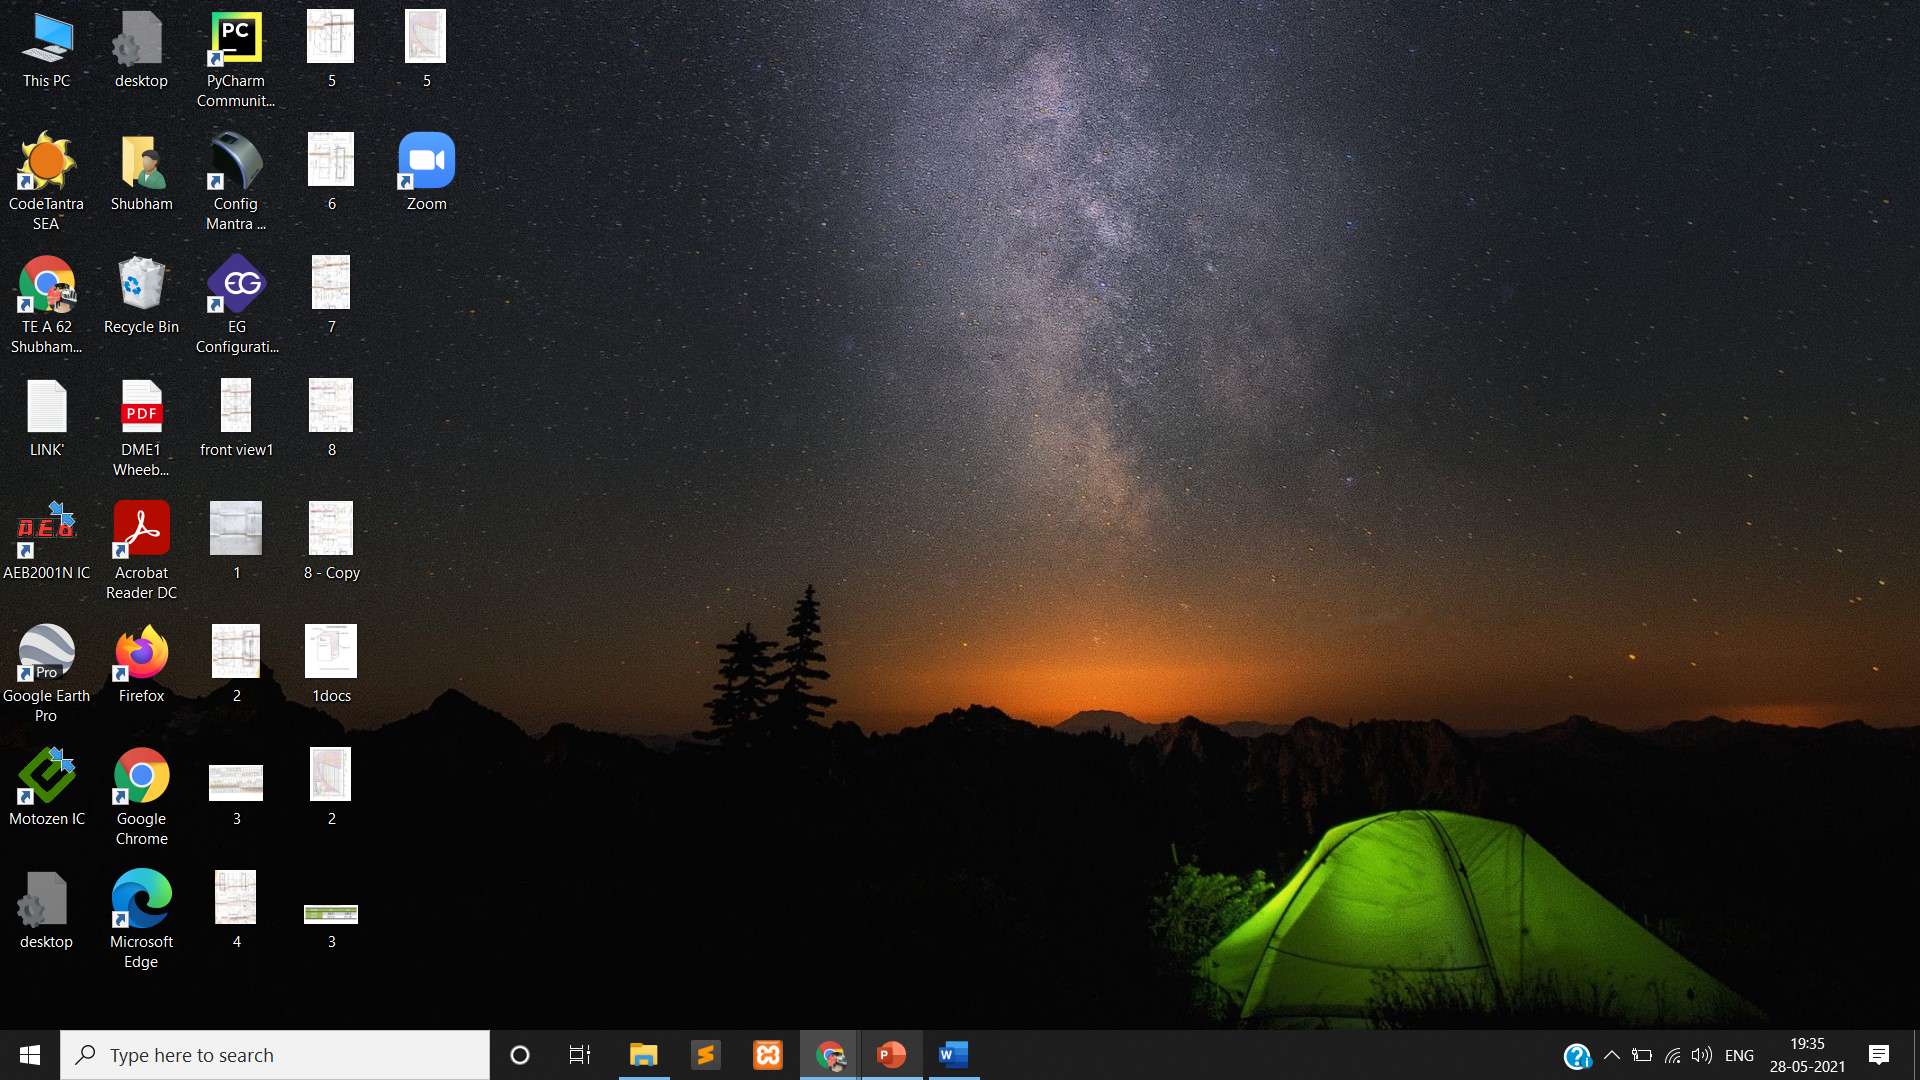 This PC
desktop
PC
PyCharm
Communit...
5
5
CodeTantra
SEA
Shubham
Config
Mantra ...
6
Zoom
TE A 62
Shubham...
Recycle Bin
EG
EG
Configurati...
7
LINK'
PDF
DME1
Wheeb...
front view1
8
AEB
AEB2001N IC
Acrobat
Reader DC
1
8 - Copy
Pro
Google Earth
Pro
Firefox
2
1docs
Motozen IC
Google
Chrome
3
2
desktop
Microsoft
Edge
4
3
Type here to search
P
W
ENG
19:35
28-05-2021